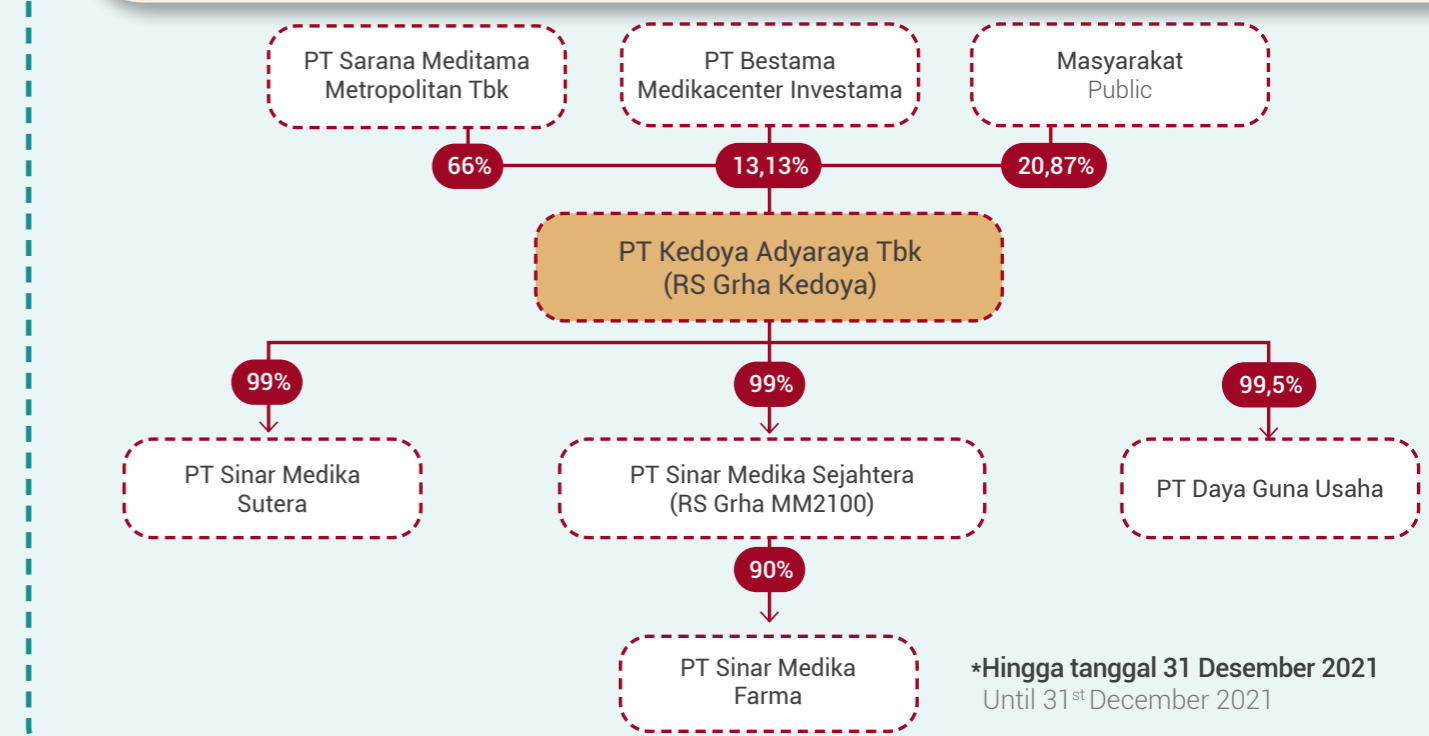 PT Sarana Meditama
Metropolitan Tbk
PT Bestama
Medikacenter Investama
Masyarakat
Public
66%
13,13%
20,87%
PT Kedoya Adyaraya Tbk
(RS Grha Kedoya)
99%
99%
99,5%
PT Sinar Medika
Sutera
PT Sinar Medika Sejahtera
(RS Grha MM2100)
PT Daya Guna Usaha
90%
PT Sinar Medika
Farma
*Hingga tanggal 31 Desember 2021
Until 31st December 2021